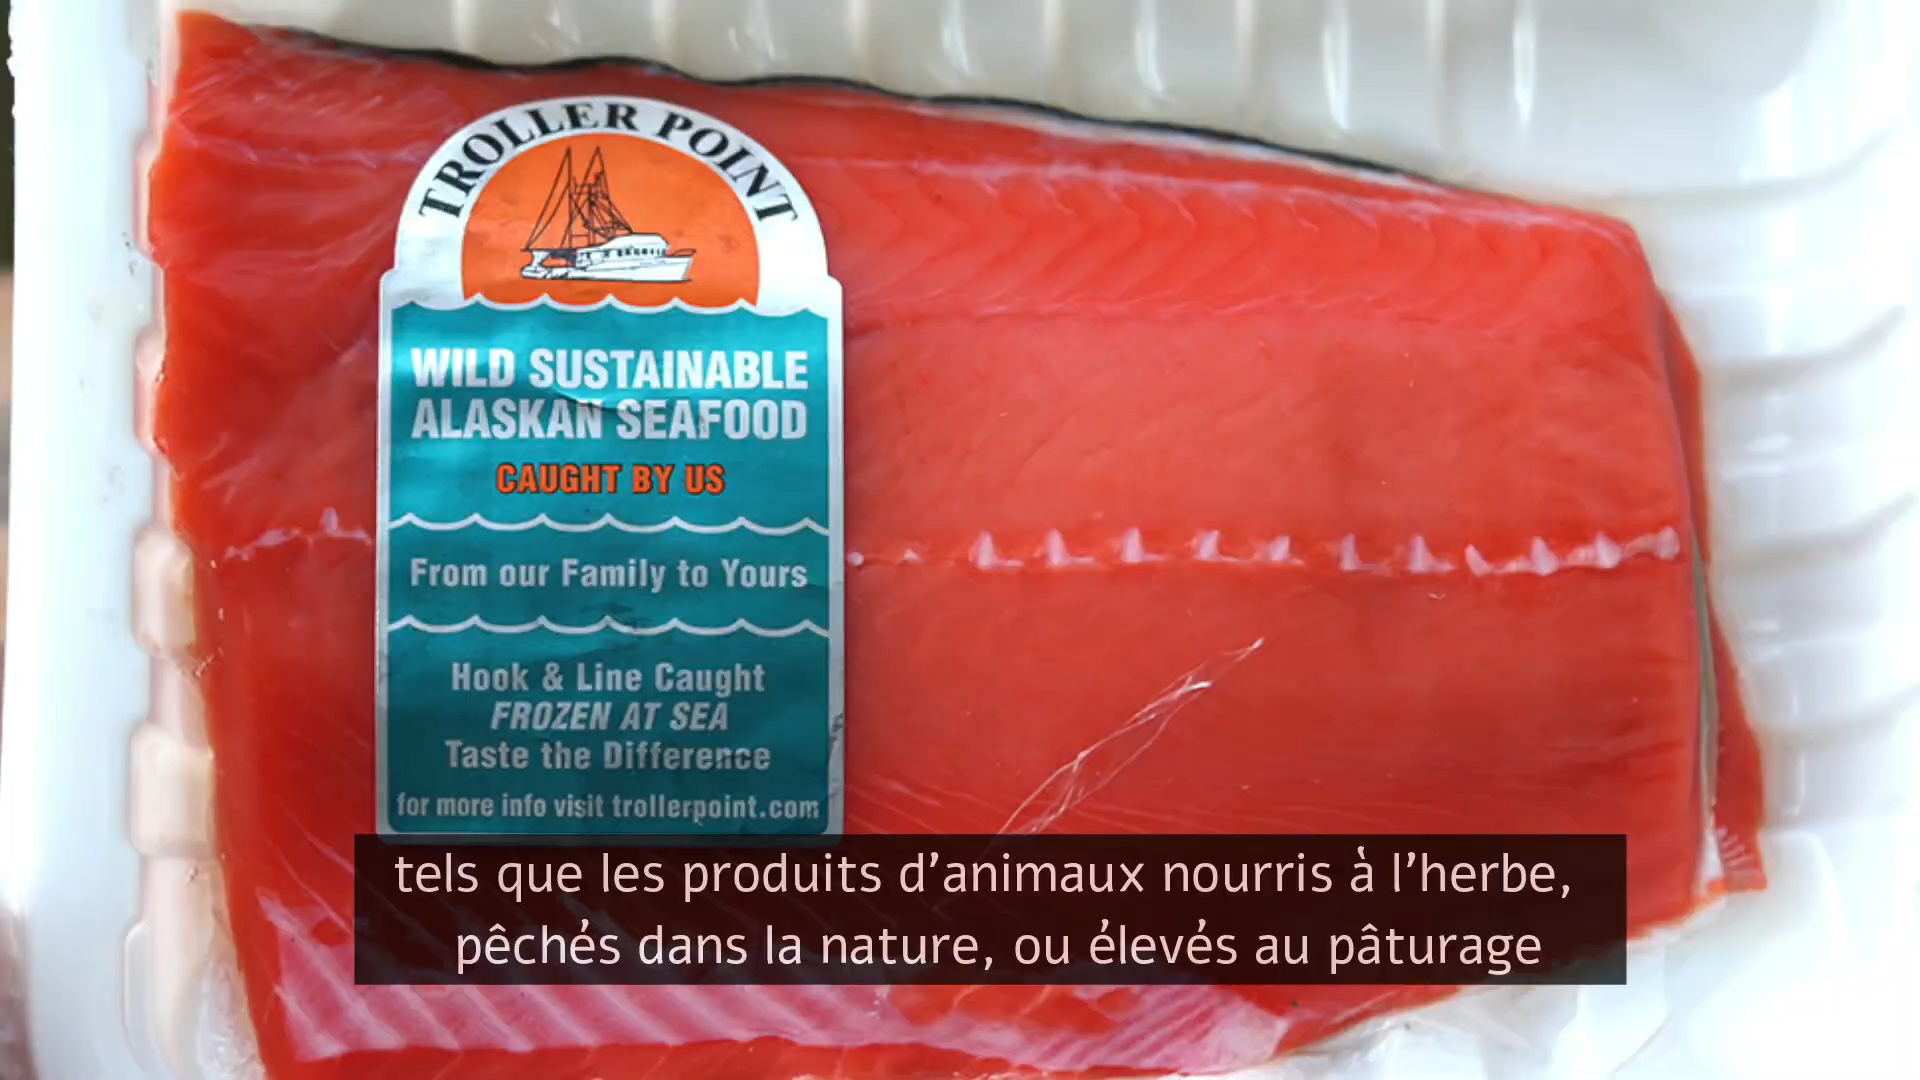 TROLLER POINT
WILD SUSTAINABLE
ALASKAN SEAFOOD
CAUGHT BY US
From our Family to Yours
Hook & Line Caught
FROZEN AT SEA
Taste the Difference
for more info visit trollerpoint.com
tels que les produits d'animaux nourris à l'herbe,
pêchés dans la nature, ou élevés au pâturage